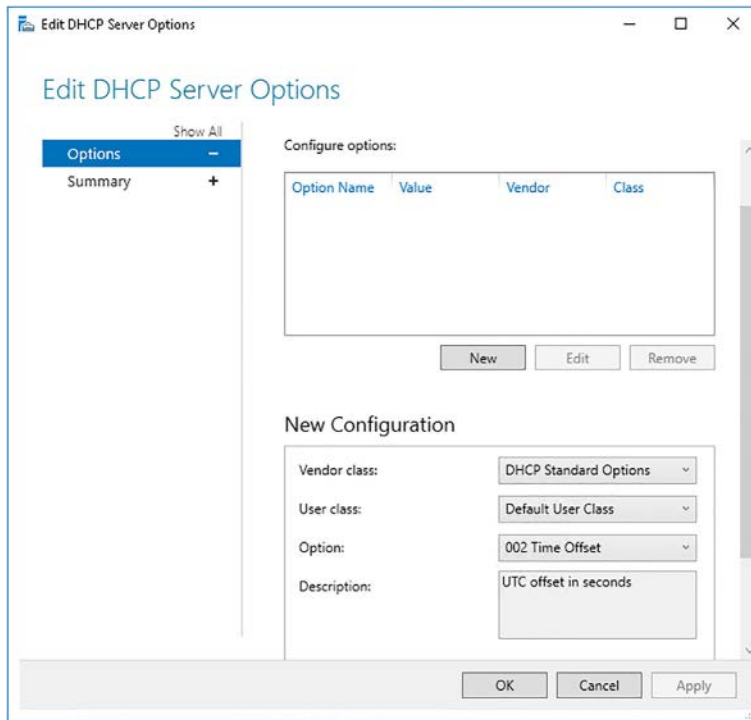 Edit DHCP Server Options
Edit DHCP Server Options
Show All
Options −
Summary +
Configure options:
Option Name Value Vendor Class
New Edit Remove
New Configuration
Vendor class: DHCP Standard Options
User class: Default User Class
Option: 002 Time Offset
Description: UTC offset in seconds
OK Cancel Apply